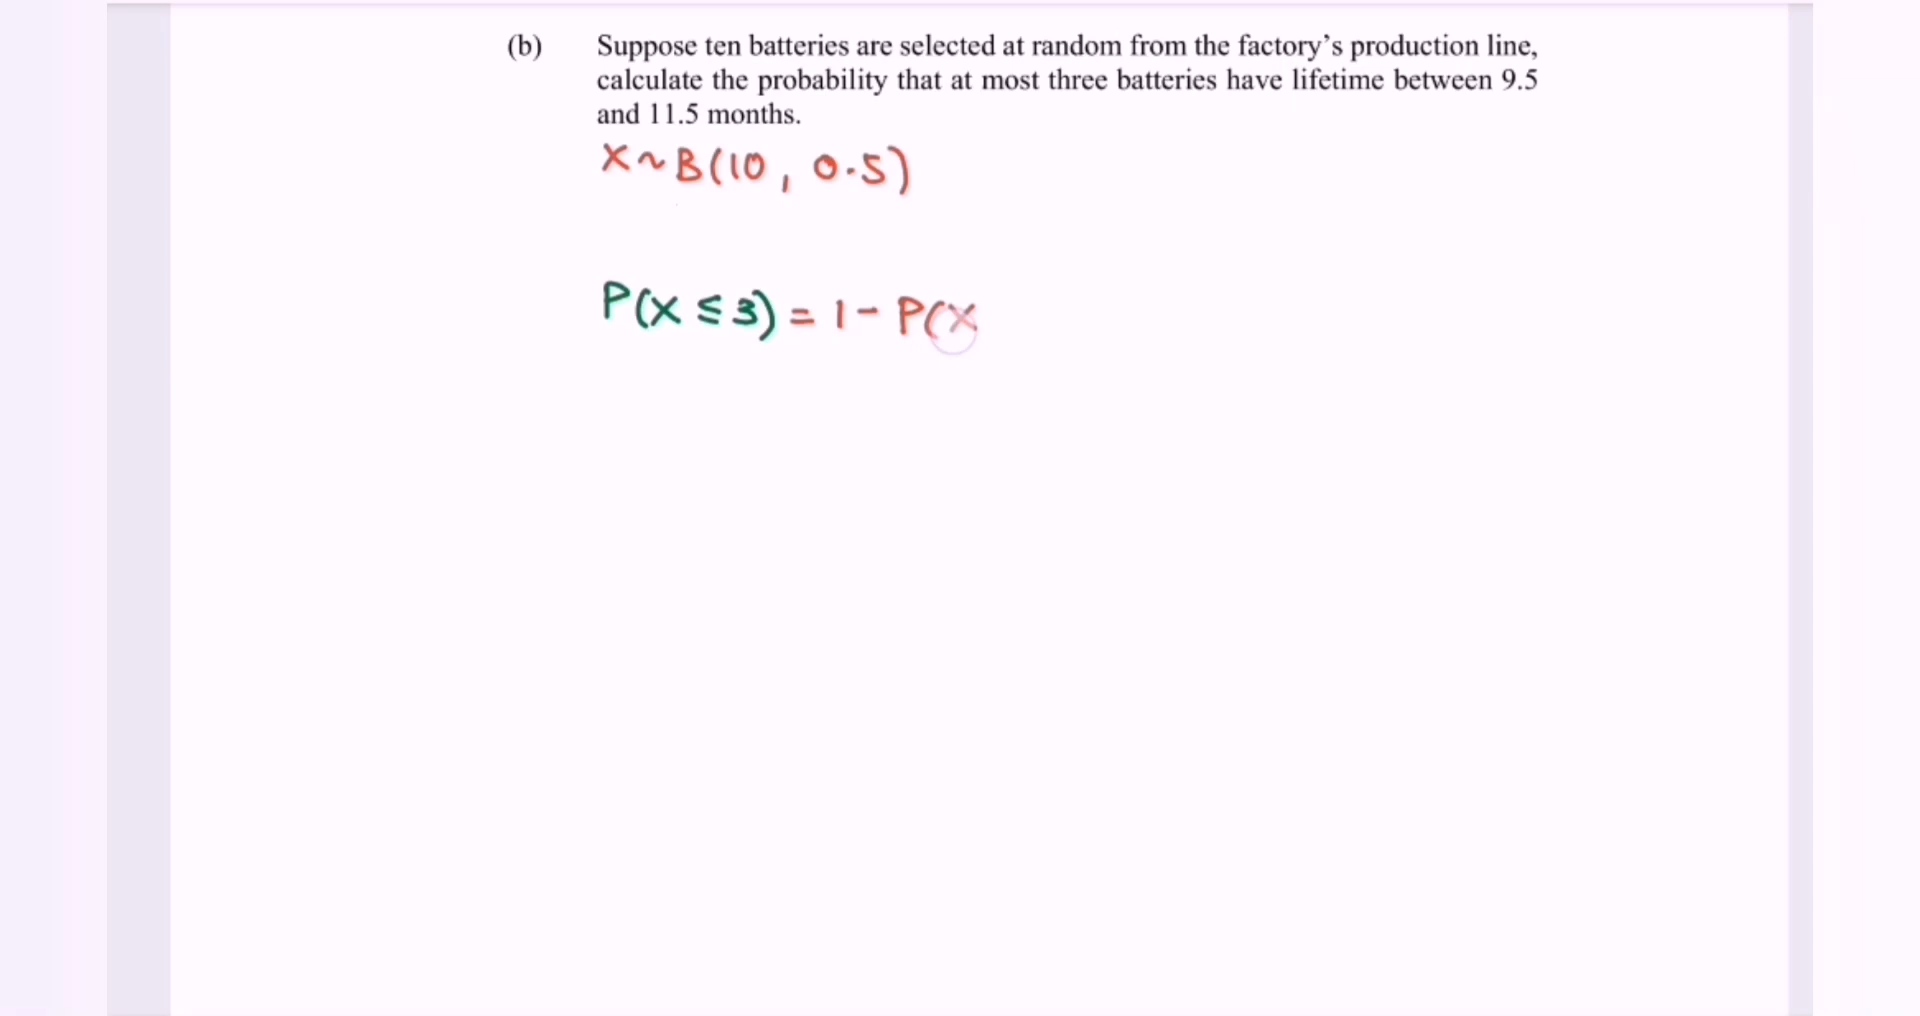 (b) Suppose ten batteries are selected at random from the factory’s production line,
calculate the probability that at most three batteries have lifetime between 9.5
and 11.5 months.
X~B(10, 0.5)
P(X ≤ 3) = 1 - P(X